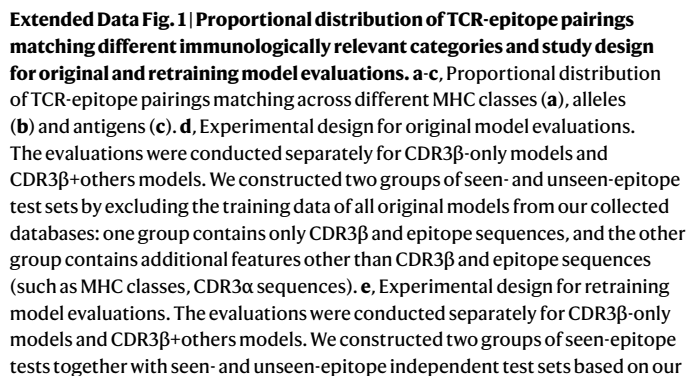 Extended Data Fig. 1 | Proportional distribution of TCR-epitope pairings
matching different immunologically relevant categories and study design
for original and retraining model evaluations. a-c, Proportional distribution
of TCR-epitope pairings matching across different MHC classes (a), alleles
(b) and antigens (c). d, Experimental design for original model evaluations.
The evaluations were conducted separately for CDR3β-only models and
CDR3β+others models. We constructed two groups of seen- and unseen-epitope
test sets by excluding the training data of all original models from our collected
databases: one group contains only CDR3β and epitope sequences, and the other
group contains additional features other than CDR3β and epitope sequences
(such as MHC classes, CDR3α sequences). e, Experimental design for retraining
model evaluations. The evaluations were conducted separately for CDR3β-only
models and CDR3β+others models. We constructed two groups of seen-epitope
tests together with seen- and unseen-epitope independent test sets based on our